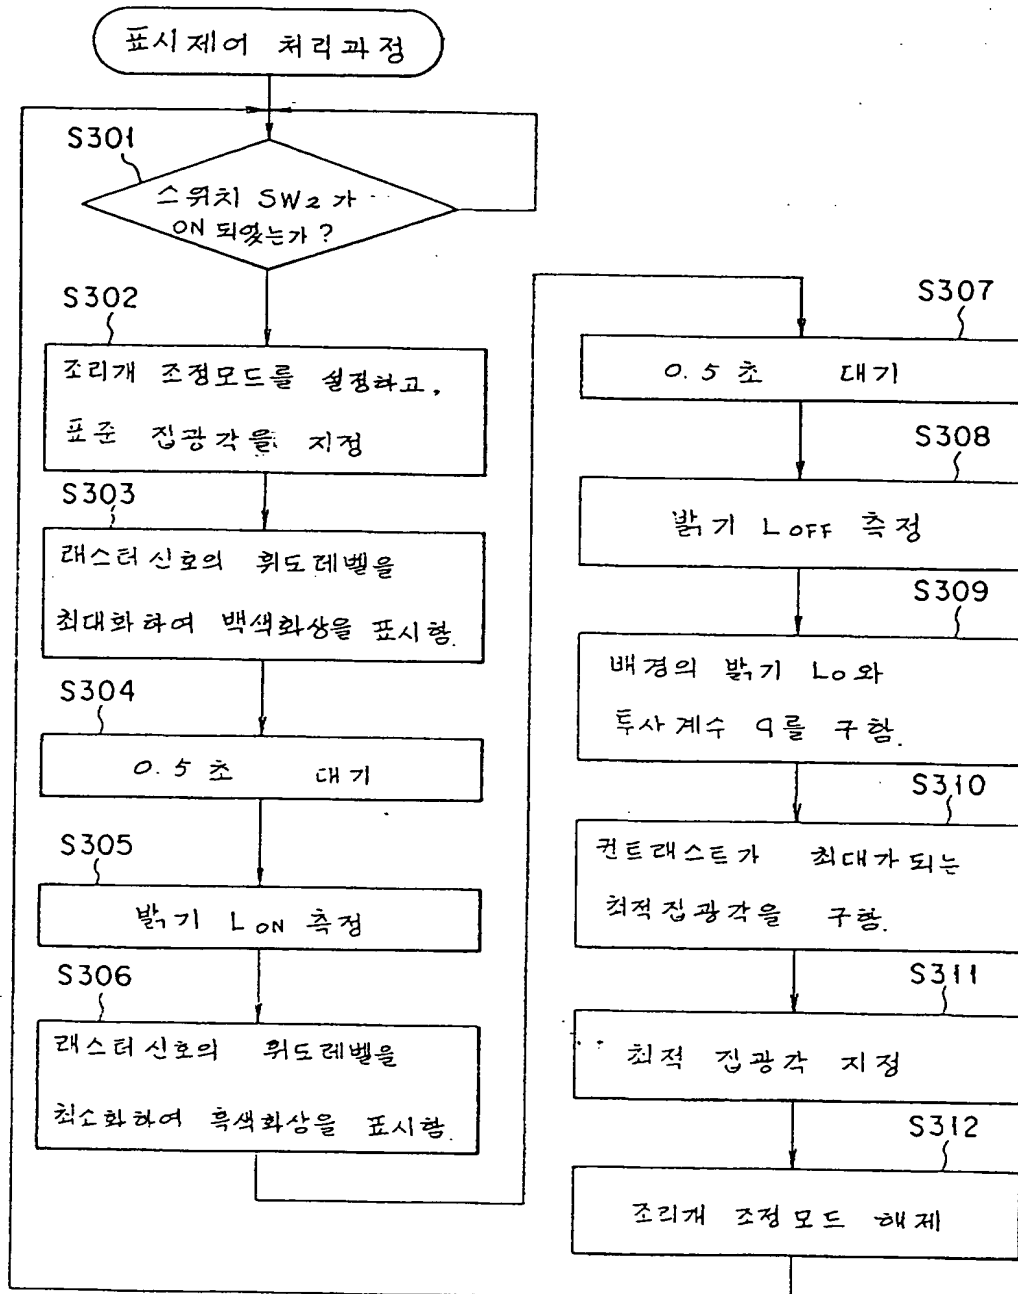 표시제어 처리과정
S301
스위치 SW2가
ON 되었는가?
S302
조리개 조정모드를 설정하고,
표준 집광각을 지정
S303
래스터 신호의 휘도레벨을
최대화하여 백색화상을 표시함.
S304
0.5초 대기
S305
밝기 LON 측정
S306
래스터 신호의 휘도레벨을
최소화하여 흑색화상을 표시함.
S307
0.5초 대기
S308
밝기 LOFF 측정
S309
배경의 밝기 Lo와
투사계수 q를 구함.
S310
컨트래스트가 최대가 되는
최적집광각을 구함.
S311
최적 집광각 지정
S312
조리개 조정모드 해제